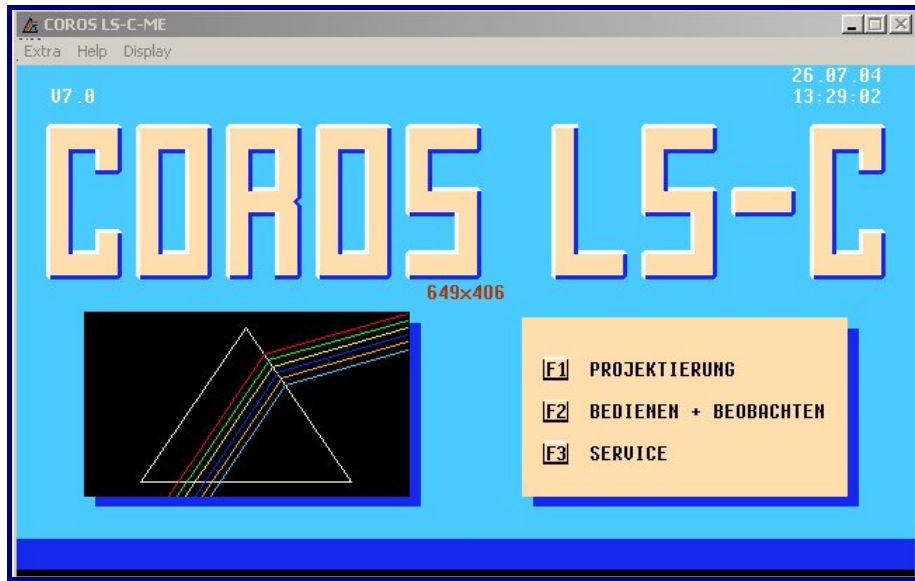 COROS LS-C-ME
Extra Help Display
26.07.04
V7.0 13:29:02
COROS LS-C
649×406
F1 PROJEKTIERUNG
F2 BEDIENEN + BEOBACHTEN
F3 SERVICE